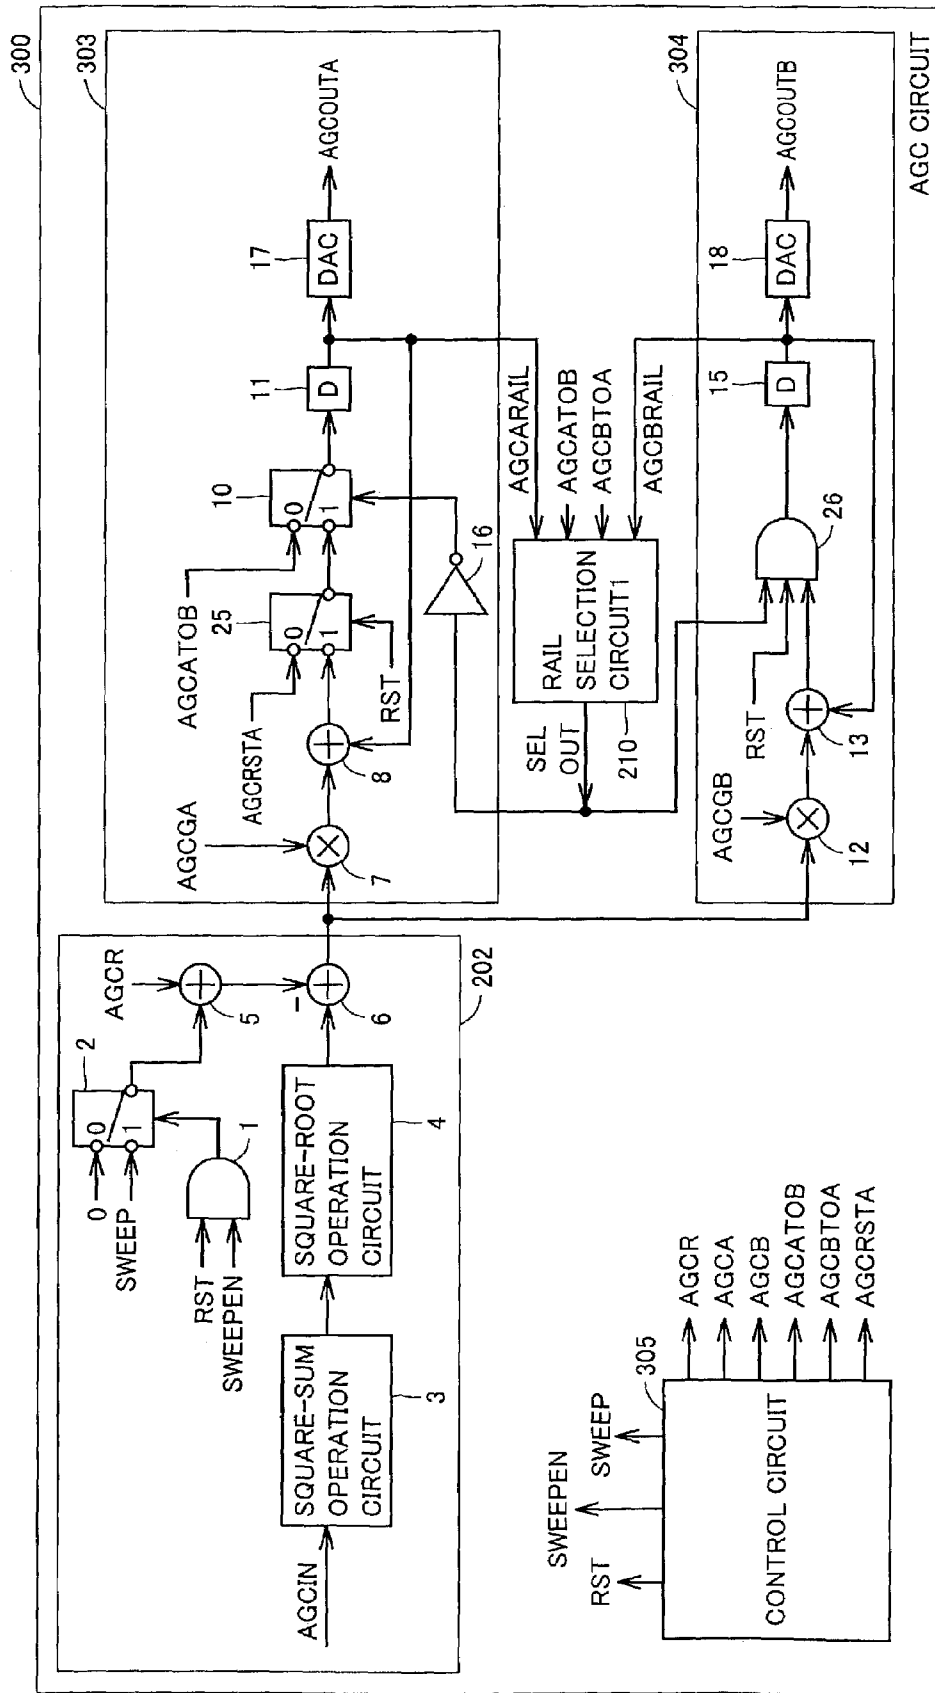 300
303
AGCATOB
25
0
1
10
0
1
11
D
17
DAC
AGCOUTA
AGCRSTA
RST
AGCGA
7
8
16
2
0
SWEEP
0
1
AGCR
5
6
202
RST
SWEEPEN
1
AGCIN
SQUARE-SUM
OPERATION
CIRCUIT
3
SQUARE-ROOT
OPERATION
CIRCUIT
4
SEL
OUT
RAIL
SELECTION
CIRCUIT1
210
AGCARAIL
AGCATOB
AGCBTOA
AGCBRAIL
304
AGCGB
12
13
RST
26
15
D
18
DAC
AGCOUTB
305
SWEEPEN
RST
SWEEP
CONTROL CIRCUIT
AGCR
AGCA
AGCB
AGCATOB
AGCBTOA
AGCRSTA
AGC CIRCUIT